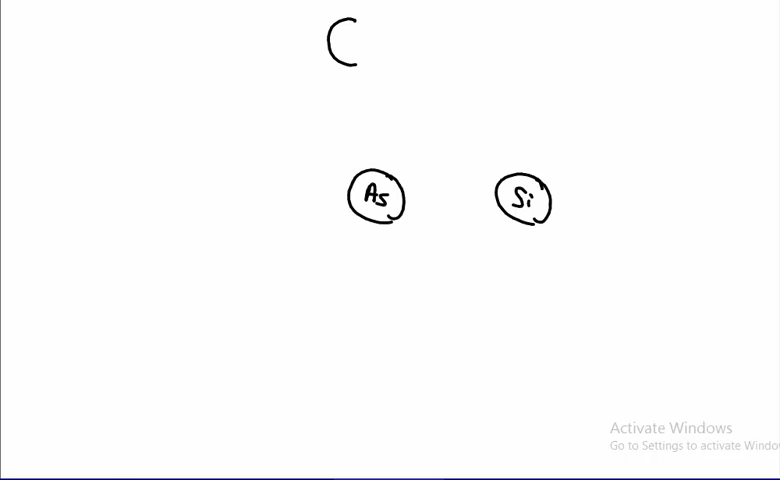 C
As Si
Activate Windows
Go to Settings to activate Windo